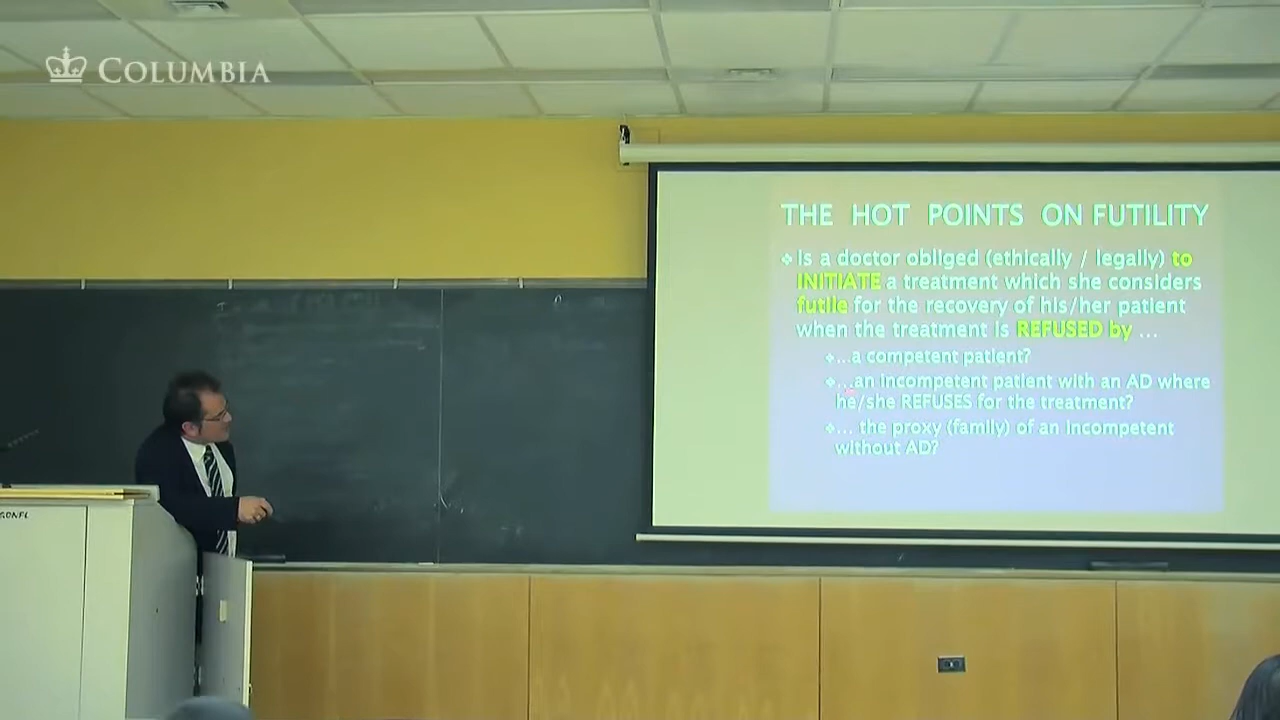 COLUMBIA
THE HOT POINTS ON FUTILITY
Is a doctor obliged (ethically / legally) to
INITIATE a treatment which she considers
futile for the recovery of his/her patient
when the treatment is REFUSED by ...
...a competent patient?
...an incompetent patient with an AD where
he/she REFUSES for the treatment?
... the proxy (family) of an incompetent
without AD?